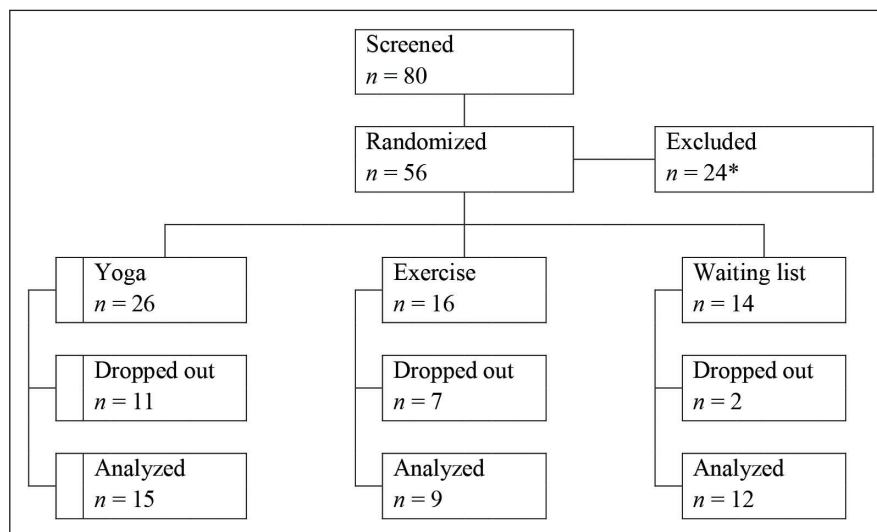 Screened
n = 80
Randomized
n = 56
Excluded
n = 24*
Yoga
n = 26
Exercise
n = 16
Waiting list
n = 14
Dropped out
n = 11
Dropped out
n = 7
Dropped out
n = 2
Analyzed
n = 15
Analyzed
n = 9
Analyzed
n = 12